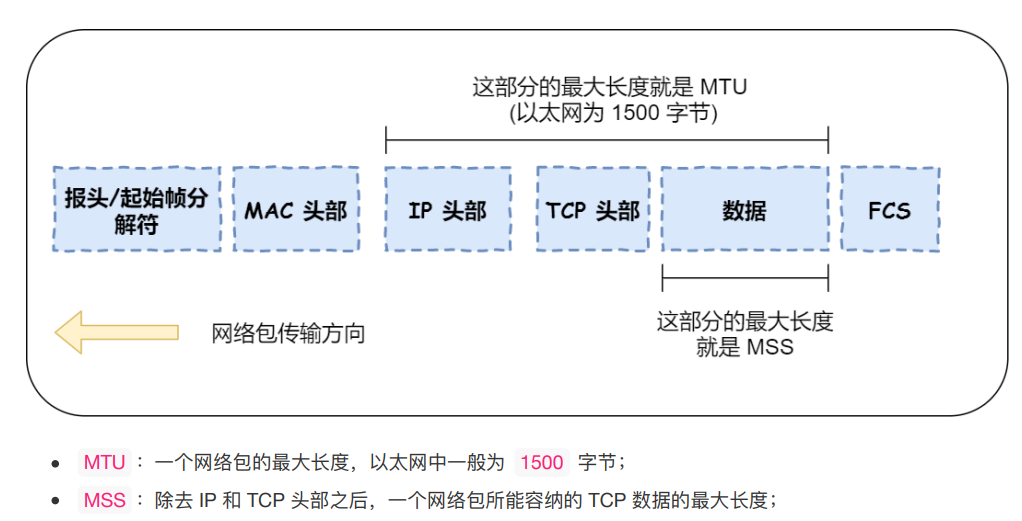 这部分的最大长度就是 MTU
(以太网为 1500 字节)
报头/起始帧分
解符
MAC 头部
IP 头部
TCP 头部
数据
FCS
这部分的最大长度
就是 MSS
网络包传输方向
MTU：一个网络包的最大长度，以太网中一般为 1500 字节；
MSS：除去 IP 和 TCP 头部之后，一个网络包所能容纳的 TCP 数据的最大长度；